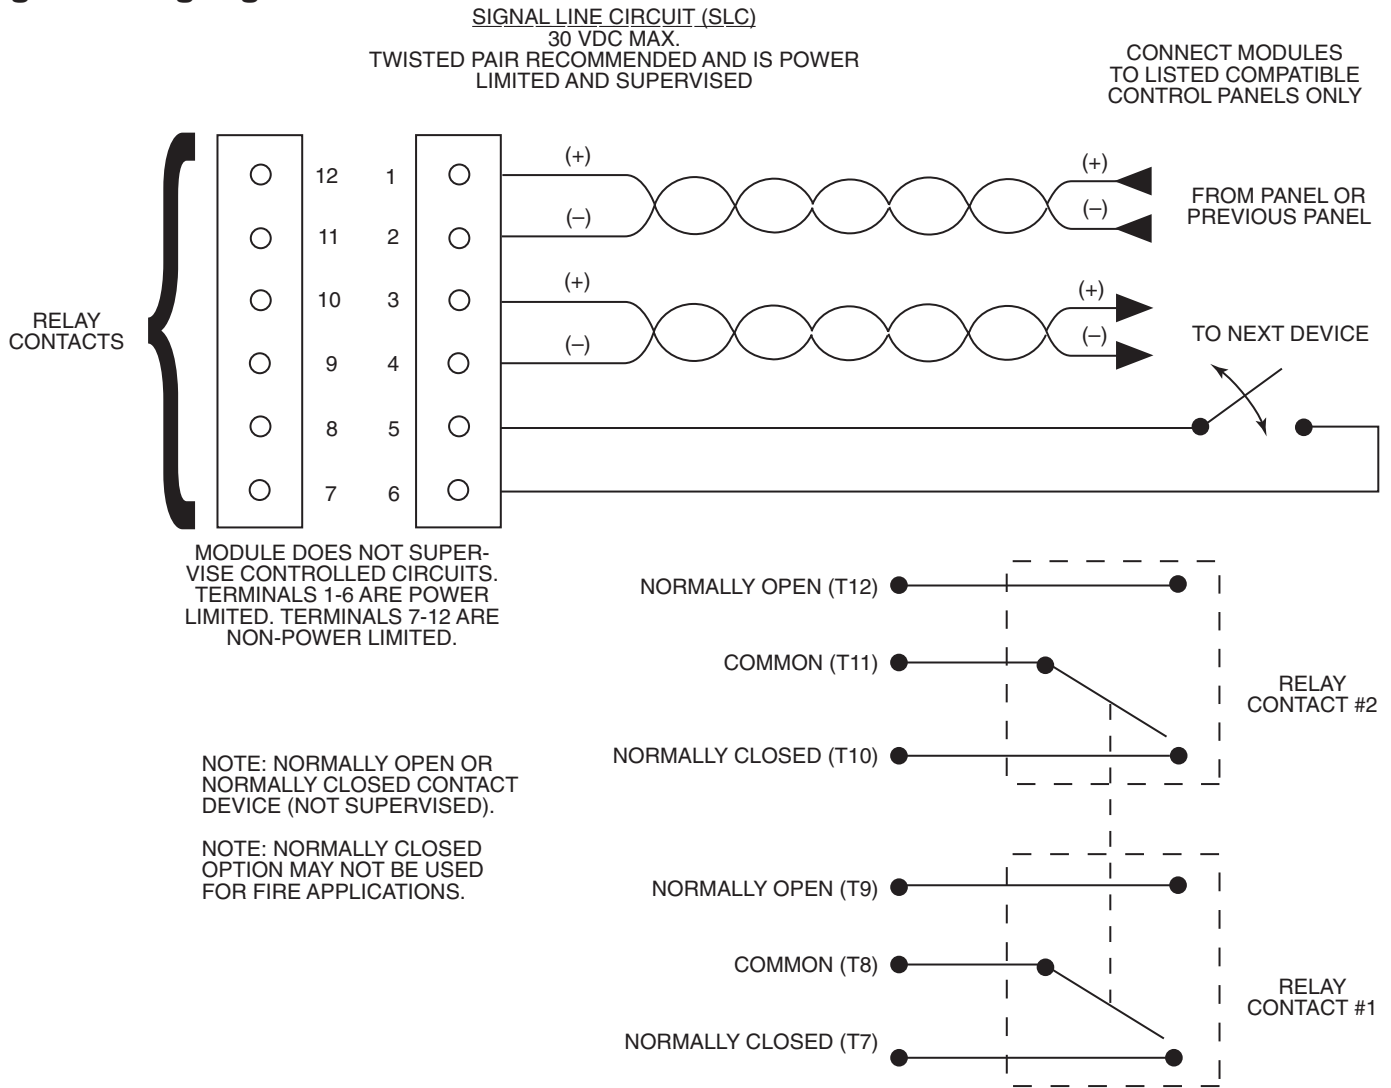 SIGNAL LINE CIRCUIT (SLC)
30 VDC MAX.
TWISTED PAIR RECOMMENDED AND IS POWER
LIMITED AND SUPERVISED
CONNECT MODULES
TO LISTED COMPATIBLE
CONTROL PANELS ONLY
12 1 (+) (+)
11 2 (–) (–)
FROM PANEL OR
PREVIOUS PANEL
10 3 (+) (+)
9 4 (–) (–)
TO NEXT DEVICE
RELAY
CONTACTS
8 5
7 6
MODULE DOES NOT SUPER-
VISE CONTROLLED CIRCUITS.
TERMINALS 1-6 ARE POWER
LIMITED. TERMINALS 7-12 ARE
NON-POWER LIMITED.
NORMALLY OPEN (T12)
COMMON (T11)
NORMALLY CLOSED (T10)
RELAY
CONTACT #2
NOTE: NORMALLY OPEN OR
NORMALLY CLOSED CONTACT
DEVICE (NOT SUPERVISED).
NOTE: NORMALLY CLOSED
OPTION MAY NOT BE USED
FOR FIRE APPLICATIONS.
NORMALLY OPEN (T9)
COMMON (T8)
NORMALLY CLOSED (T7)
RELAY
CONTACT #1